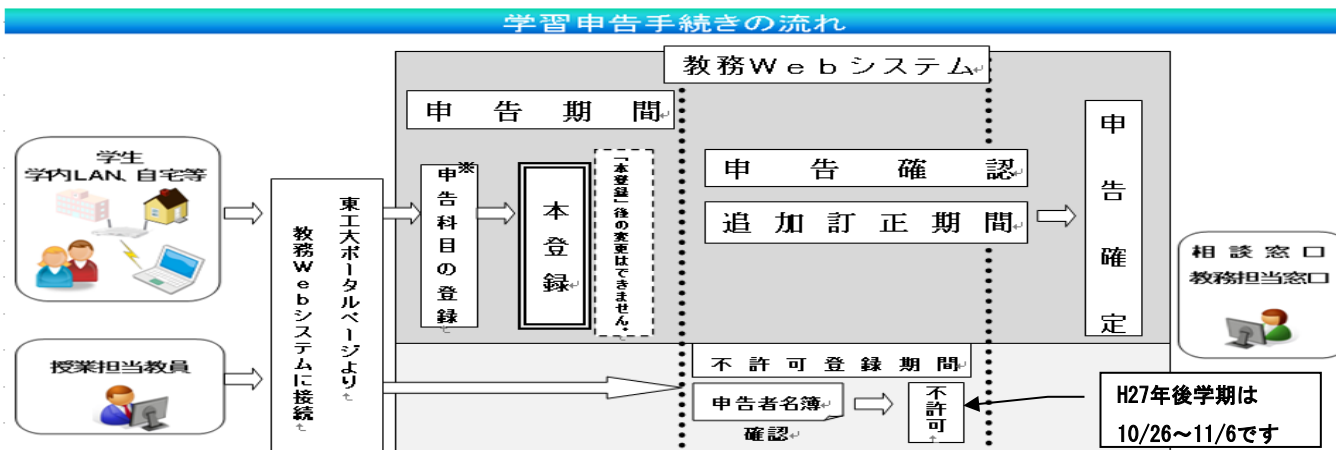 学習申告手続きの流れ
教務Ｗｅｂシステム
申告期間
学生
学内LAN、自宅等
東工大ポータルページより
教務Ｗｅｂシステムに接続
※
申告科目の登録
本登録
「本登録」後の変更はできません。
申告確認
追加訂正期間
申告確定
相談窓口
教務担当窓口
授業担当教員
不許可登録期間
申告者名簿
確認
不許可
H27年後学期は
10/26～11/6です